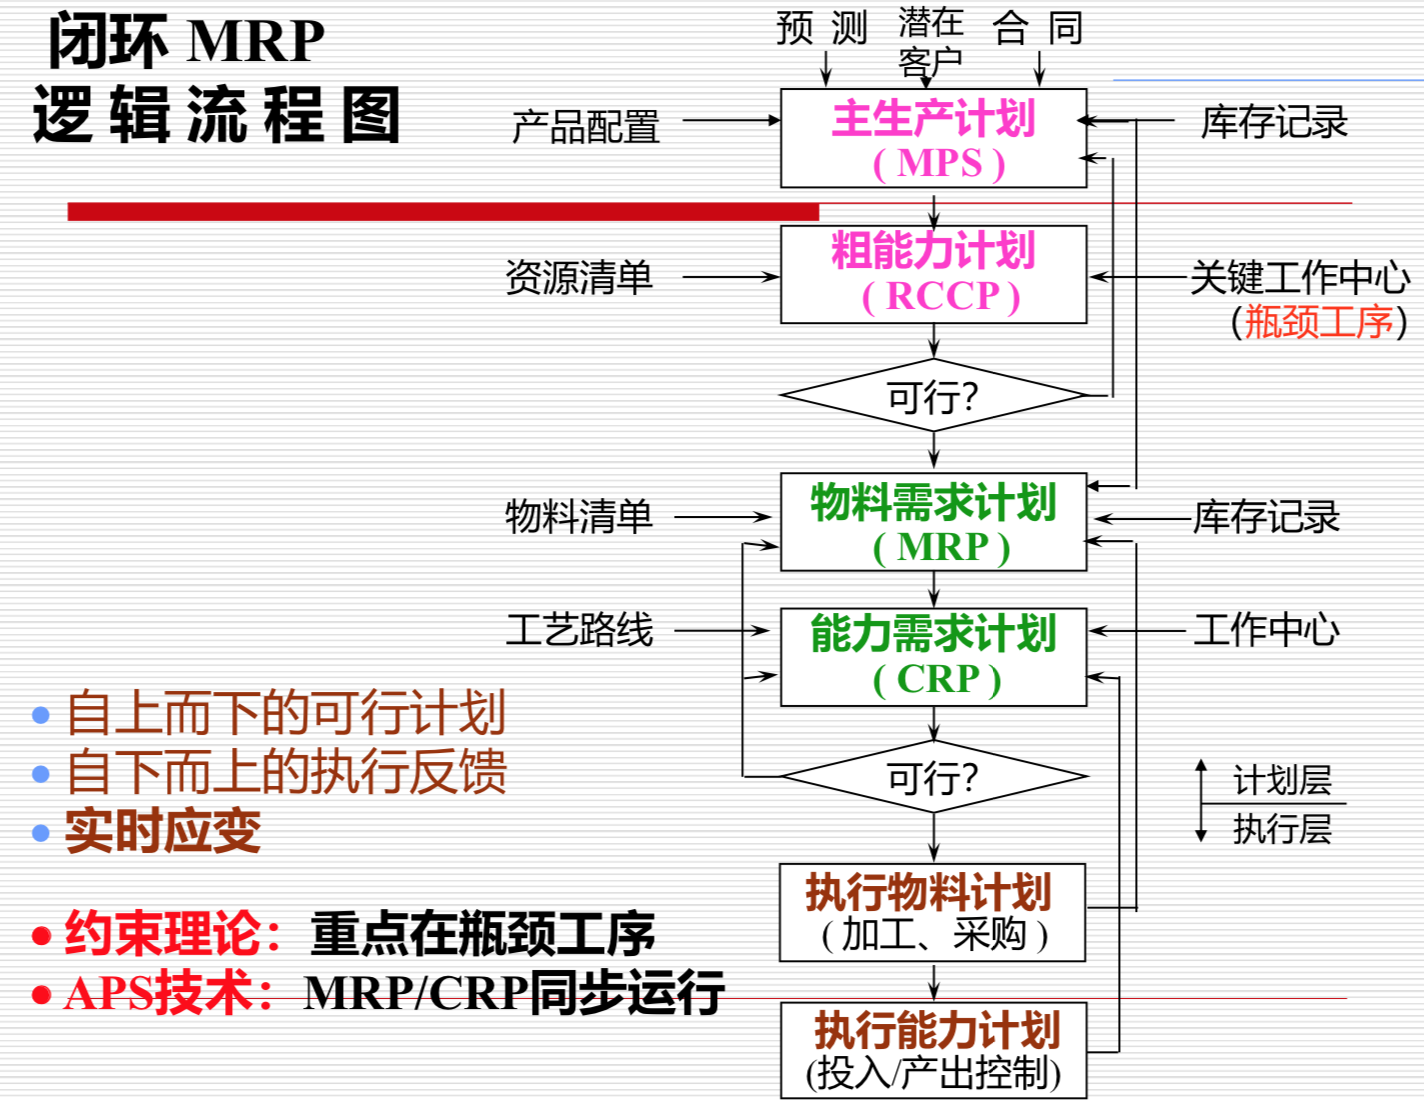 闭环 MRP
逻辑流程图
预 测
潜在
客户
合 同
产品配置
主生产计划
( MPS )
库存记录
资源清单
粗能力计划
( RCCP )
关键工作中心
(瓶颈工序)
可行?
物料清单
物料需求计划
( MRP )
库存记录
工艺路线
能力需求计划
( CRP )
工作中心
可行?
计划层
执行层
执行物料计划
( 加工、采购 )
执行能力计划
(投入/产出控制)
• 自上而下的可行计划
• 自下而上的执行反馈
• 实时应变
• 约束理论：重点在瓶颈工序
• APS技术：MRP/CRP同步运行